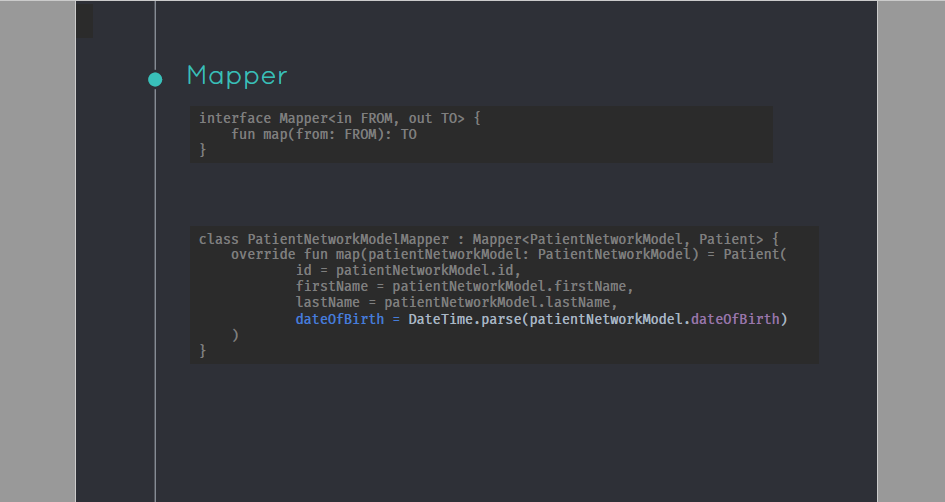 Mapper
interface Mapper<in FROM, out TO> {
    fun map(from: FROM): TO
}
class PatientNetworkModelMapper : Mapper<PatientNetworkModel, Patient> {
    override fun map(patientNetworkModel: PatientNetworkModel) = Patient(
            id = patientNetworkModel.id,
            firstName = patientNetworkModel.firstName,
            lastName = patientNetworkModel.lastName,
            dateOfBirth = DateTime.parse(patientNetworkModel.dateOfBirth)
    )
}